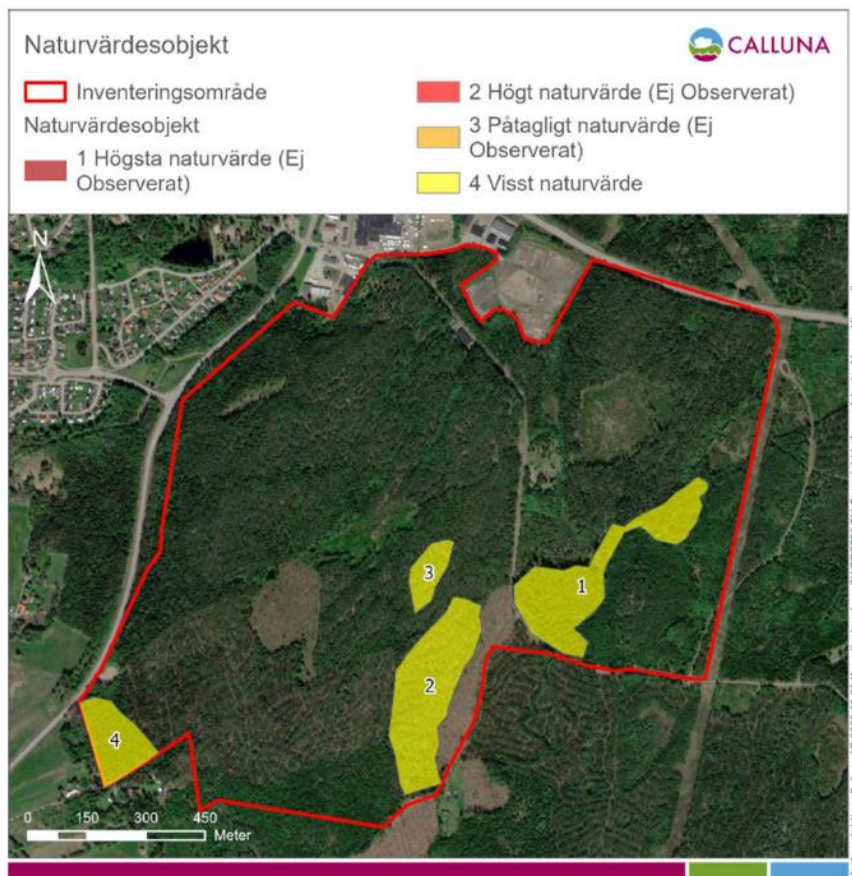 Naturvärdesobjekt
CALLUNA
Inventeringsområde
Naturvärdesobjekt
1 Högsta naturvärde (Ej
Observerat)
2 Högt naturvärde (Ej Observerat)
3 Påtagligt naturvärde (Ej
Observerat)
4 Visst naturvärde
N
1
3
2
4
0 150 300 450
Meter